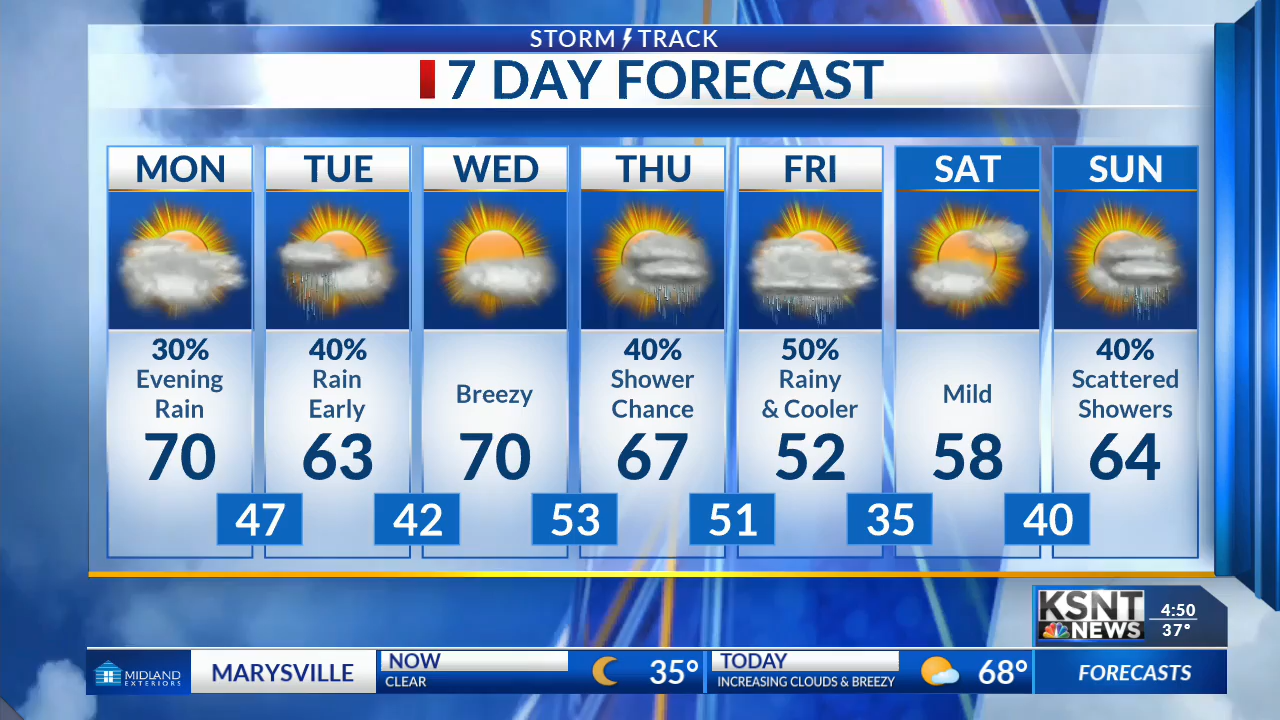 STORM TRACK
7 DAY FORECAST
MON TUE WED THU FRI SAT SUN
30% 40% 40% 50% 40%
Evening Rain Breezy Shower Rainy Mild Scattered
Rain Early Chance & Cooler Showers
70 63 70 67 52 58 64
47 42 53 51 35 40
KSNT
NEWS
4:50
37°
MIDLAND
EXTERIORS
MARYSVILLE
NOW
CLEAR
35°
TODAY
INCREASING CLOUDS & BREEZY
68°
FORECASTS